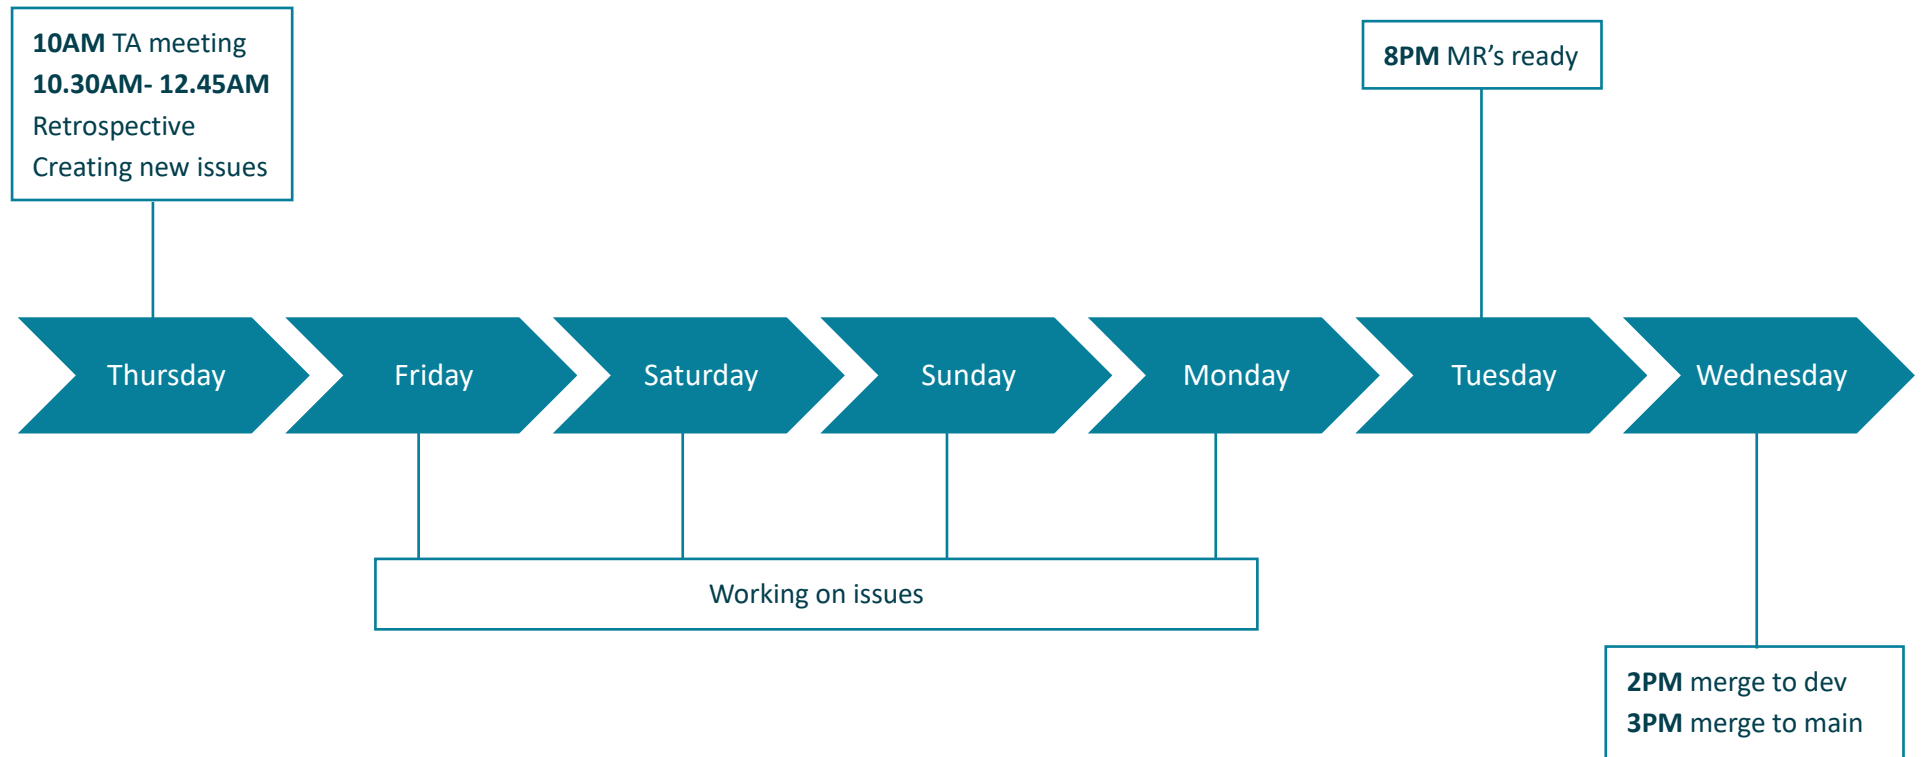 10AM TA meeting
10.30AM- 12.45AM
Retrospective
Creating new issues
8PM MR's ready
Thursday
Friday
Saturday
Sunday
Monday
Tuesday
Wednesday
Working on issues
2PM merge to dev
3PM merge to main